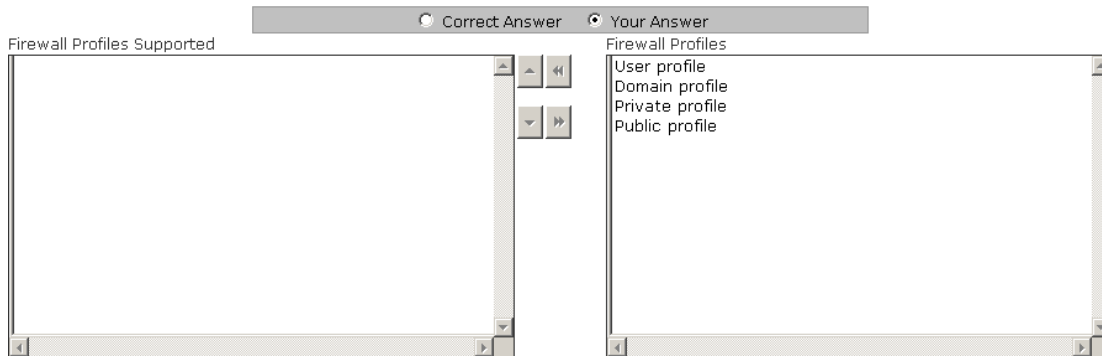 Correct Answer Your Answer
Firewall Profiles Supported
Firewall Profiles
User profile
Domain profile
Private profile
Public profile